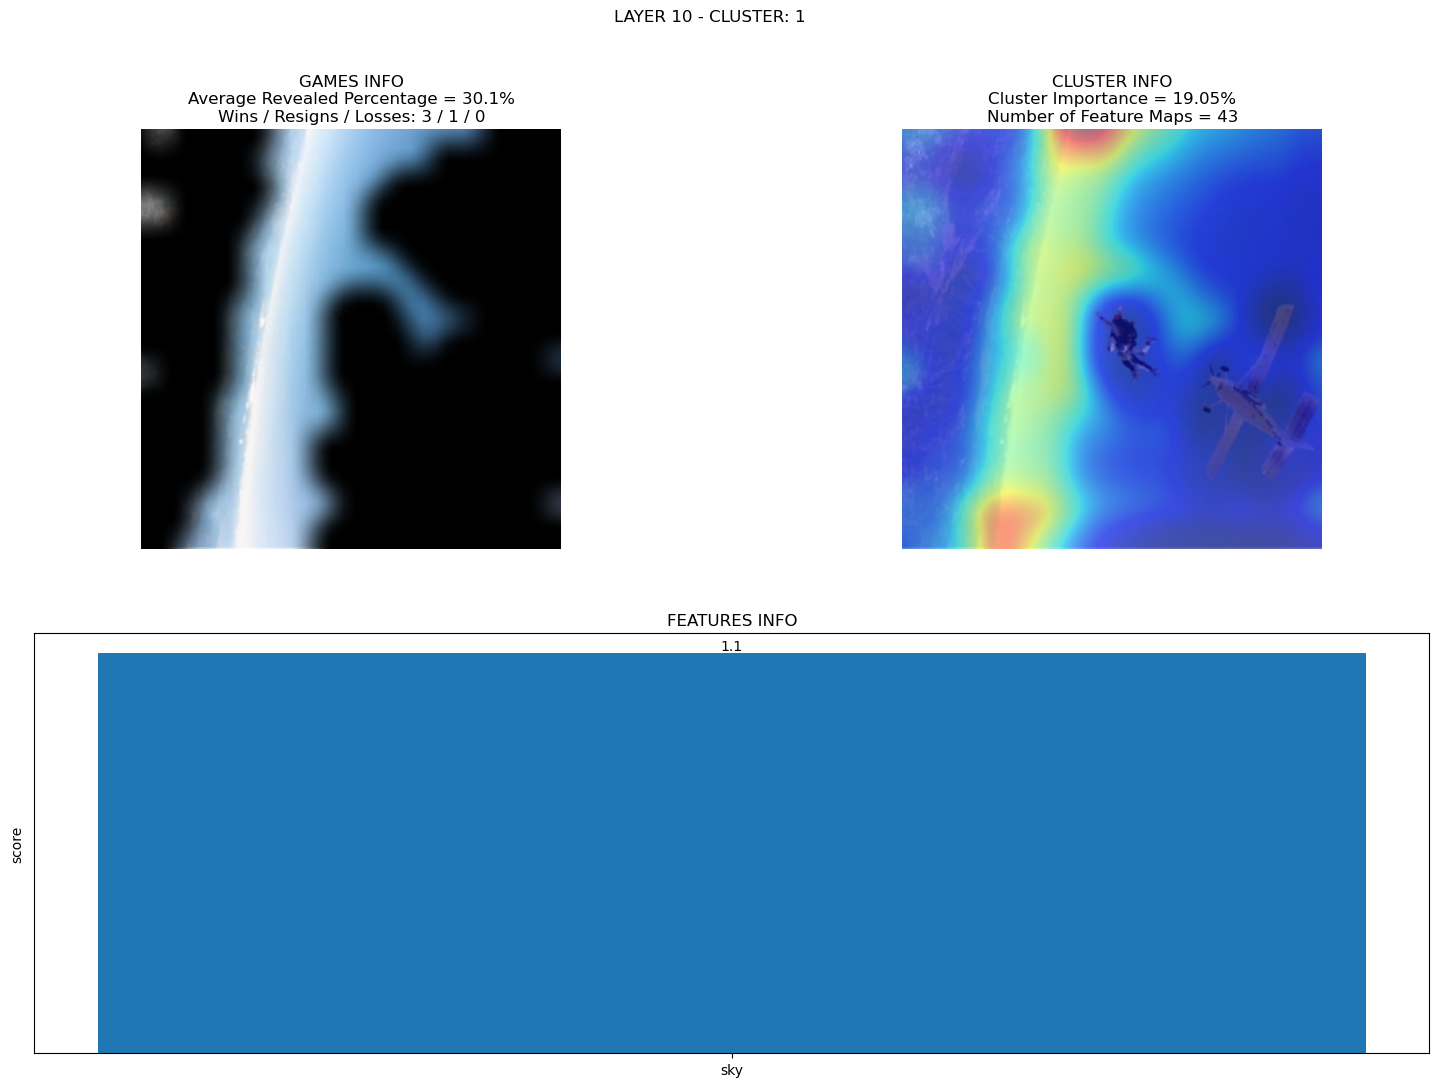 LAYER 10 - CLUSTER: 1
GAMES INFO
Average Revealed Percentage = 30.1%
Wins / Resigns / Losses: 3 / 1 / 0
CLUSTER INFO
Cluster Importance = 19.05%
Number of Feature Maps = 43
FEATURES INFO
1.1
score
sky